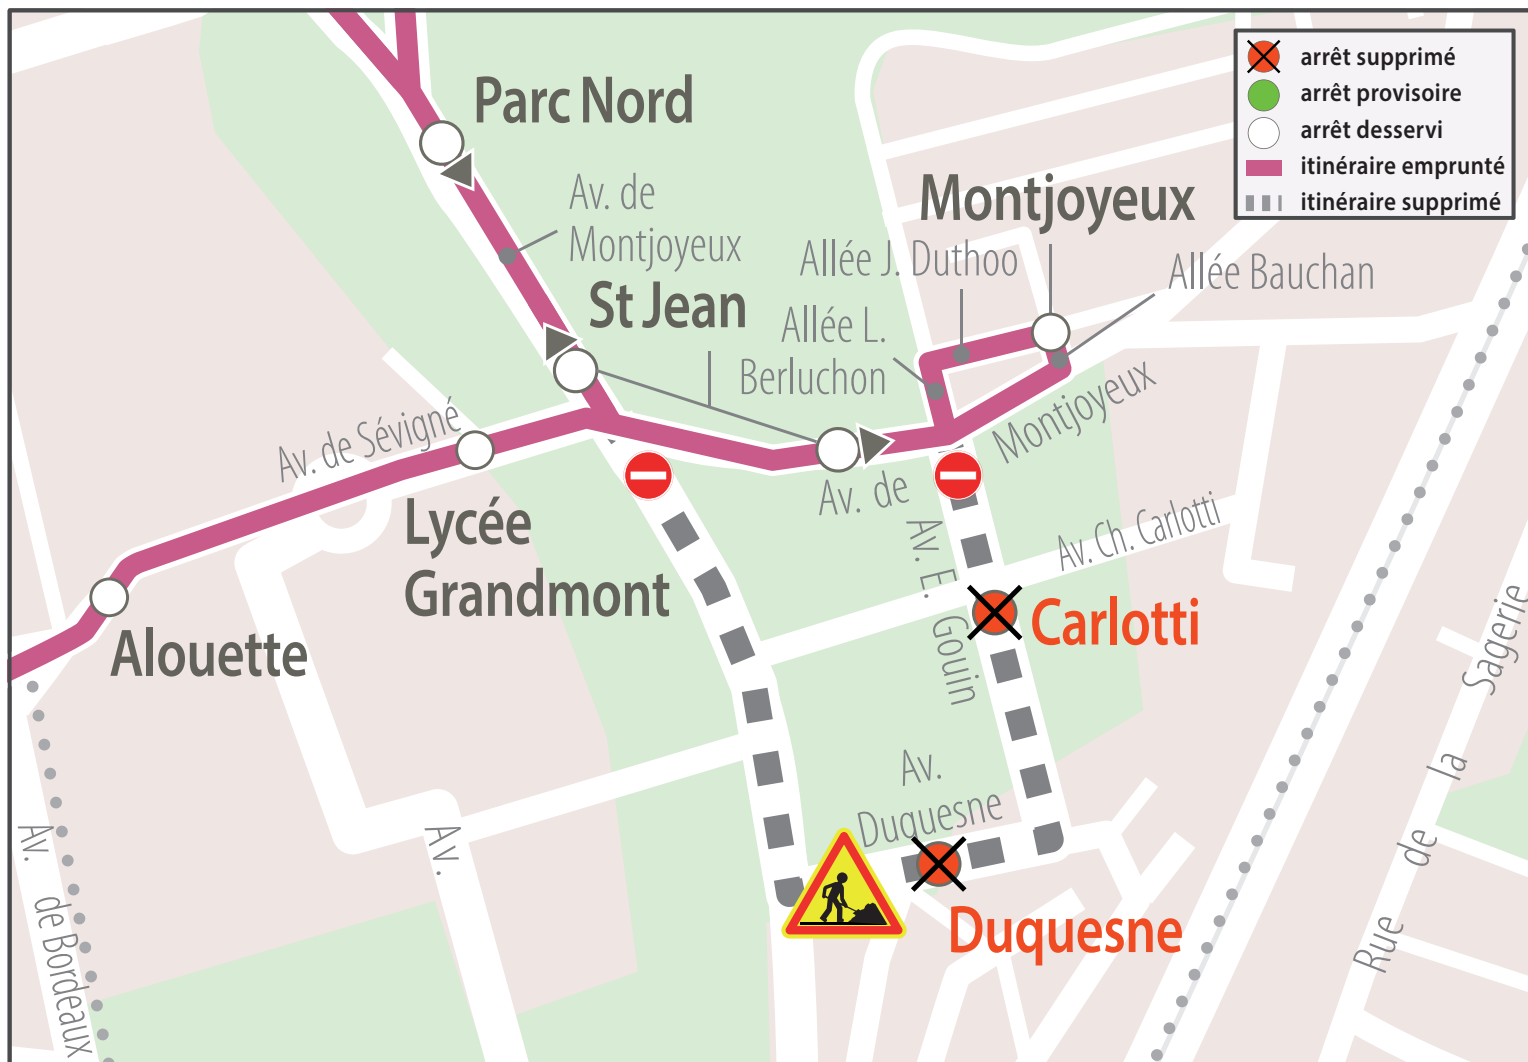 arrêt supprimé
arrêt provisoire
arrêt desservi
itinéraire emprunté
itinéraire supprimé
Parc Nord
Av. de
Montjoyeux
St Jean
Montjoyeux
Allée J. Duthoo
Allée Bauchan
Allée L.
Berluchon
Montjoyeux
Av. de Sévigné
Av. de
Lycée
Grandmont
Av. E.
Gouin
Av. Ch. Carlotti
Carlotti
Alouette
Sagerie
la
de
Rue
Av.
Duquesne
Duquesne
Av.
de Bordeaux
Av.